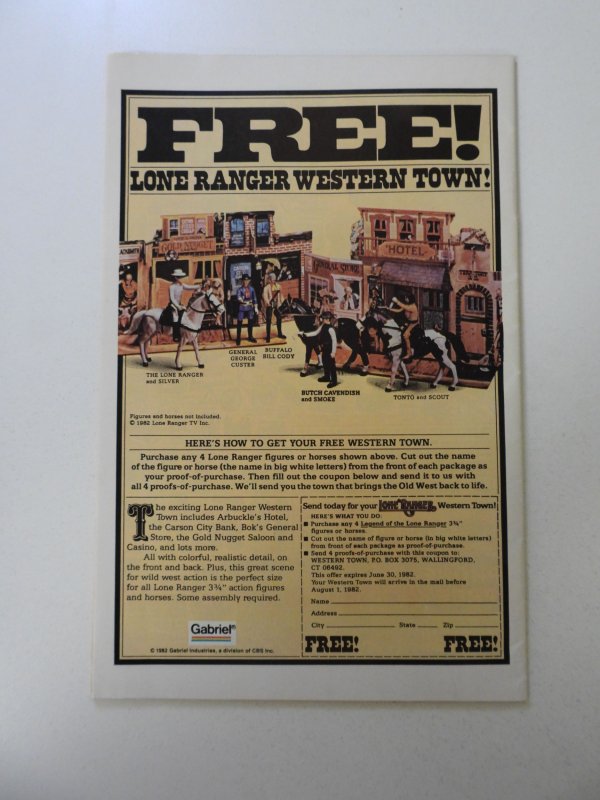 FREE!
LONE RANGER WESTERN TOWN!
GOLD NUGGET
HOTEL
GENERAL STORE
THE LONE RANGER
and SILVER
GENERAL
GEORGE
CUSTER
BUFFALO
BILL CODY
BUTCH CAVENDISH
and SMOKE
TONTO and SCOUT
Figures and horses not included.
© 1982 Lone Ranger TV Inc.
HERE'S HOW TO GET YOUR FREE WESTERN TOWN.
Purchase any 4 Lone Ranger figures or horses shown above. Cut out the name
of the figure or horse (the name in big white letters) from the front of each package as
your proof-of-purchase. Then fill out the coupon below and send it to us with
all 4 proofs-of-purchase. We'll send you the town that brings the Old West back to life.
The exciting Lone Ranger Western
Town includes Arbuckle's Hotel,
the Carson City Bank, Bok's General
Store, the Gold Nugget Saloon and
Casino, and lots more.
All with colorful, realistic detail, on
the front and back. Plus, this great scene
for wild west action is the perfect size
for all Lone Ranger 3¾" action figures
and horses. Some assembly required.
Gabriel®
© 1982 Gabriel Industries, a division of CBS Inc.
Send today for your LONE RANGER Western Town!
HERE'S WHAT YOU DO:
■ Purchase any 4 Legend of the Lone Ranger 3¾"
figures or horses.
■ Cut out the name of figure or horse (in big white letters)
from front of each package as proof-of-purchase.
■ Send 4 proofs-of-purchase with this coupon to:
WESTERN TOWN, P.O. BOX 3075, WALLINGFORD,
CT 06492.
This offer expires June 30, 1982.
Your Western Town will arrive in the mail before
August 1, 1982.
Name
Address
City State Zip
FREE! FREE!